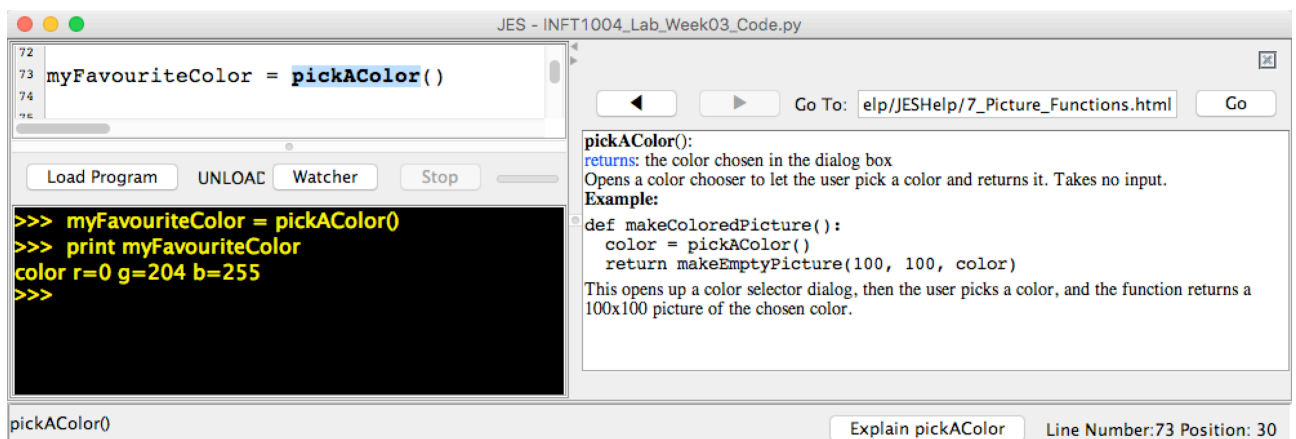 JES - INFT1004_Lab_Week03_Code.py
72
73 myFavouriteColor = pickAColor()
74
Load Program UNLOAD Watcher Stop
>>> myFavouriteColor = pickAColor()
>>> print myFavouriteColor
color r=0 g=204 b=255
>>>
Go To: elp/JESHelp/7_Picture_Functions.html Go
pickAColor():
returns: the color chosen in the dialog box
Opens a color chooser to let the user pick a color and returns it. Takes no input.
Example:
def makeColoredPicture():
  color = pickAColor()
  return makeEmptyPicture(100, 100, color)
This opens up a color selector dialog, then the user picks a color, and the function returns a
100x100 picture of the chosen color.
pickAColor()
Explain pickAColor Line Number:73 Position: 30